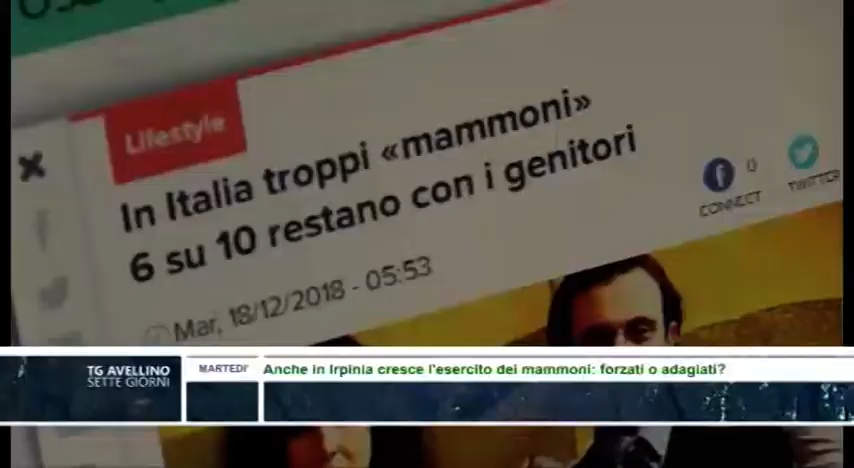 Lifestyle
In Italia troppi «mammoni»
6 su 10 restano con i genitori
0
CONNECT
TWITTER
Mar, 18/12/2018 - 05:53
TG AVELLINO
SETTE GIORNI
MARTEDI'
Anche in Irpinia cresce l'esercito dei mammoni: forzati o adagiati?